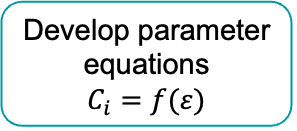 Develop parameter
equations
𝐶ᵢ = 𝑓(𝜀)